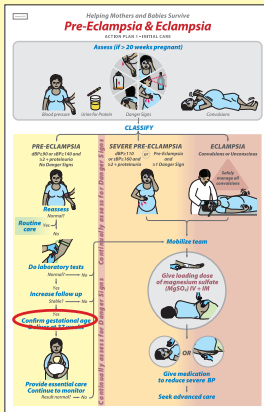 Helping Mothers and Babies Survive
Pre-Eclampsia & Eclampsia
ACTION PLAN 1 • INITIAL CARE
Assess (if > 20 weeks pregnant)
Blood pressure
Urine for Protein
Danger Signs
Convulsions
CLASSIFY
PRE-ECLAMPSIA
dBP≥90 or sBP≥140 and
≥2 + proteinuria
No Danger Signs
Reassess
Normal?
Yes
Routine
care
No
Do laboratory tests
Normal?
No
Yes
Increase follow up
Stable?
No
Yes
Confirm gestational age
Provide essential care
Continue to monitor
Result normal?
No
Continually assess for Danger Signs
Continually assess for Danger Signs
SEVERE PRE-ECLAMPSIA
dBP≥110
or sBP≥160 and
≥2 + proteinuria
or
Pre-Eclampsia
and
≥1 Danger Sign
ECLAMPSIA
Convulsions or Unconscious
Safely
manage all
convulsions
Mobilize team
Give loading dose
of magnesium sulfate
(MgSO₄) IV + IM
OR
Give medication
to reduce severe BP
Seek advanced care